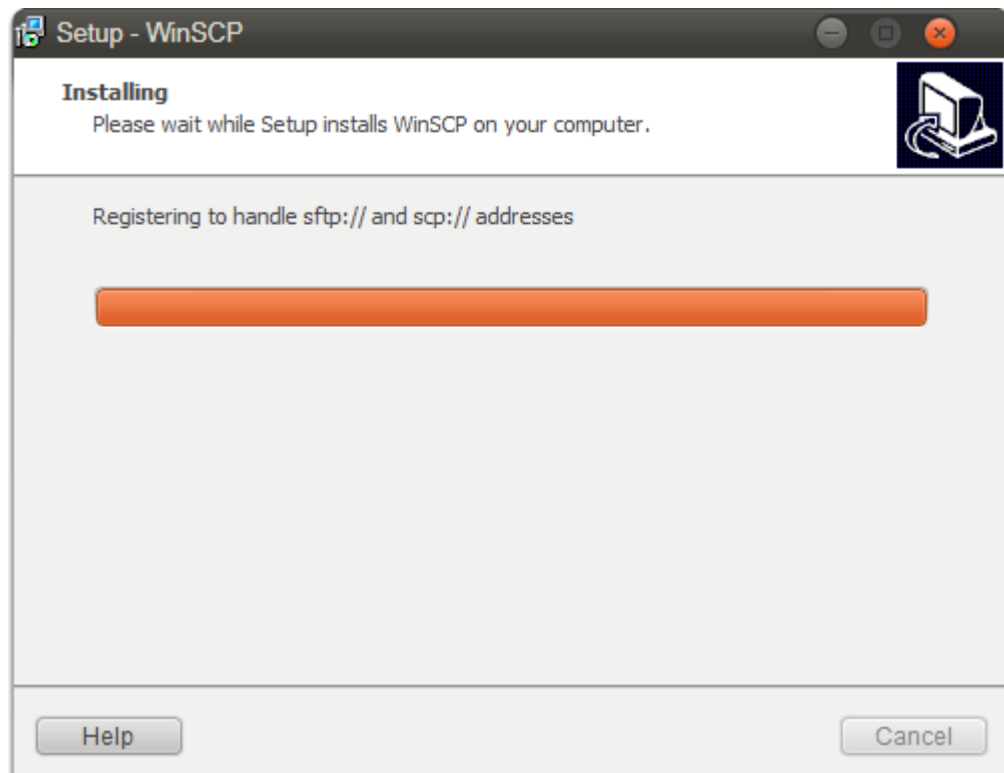 Setup - WinSCP
Installing
Please wait while Setup installs WinSCP on your computer.
Registering to handle sftp:// and scp:// addresses
Help
Cancel